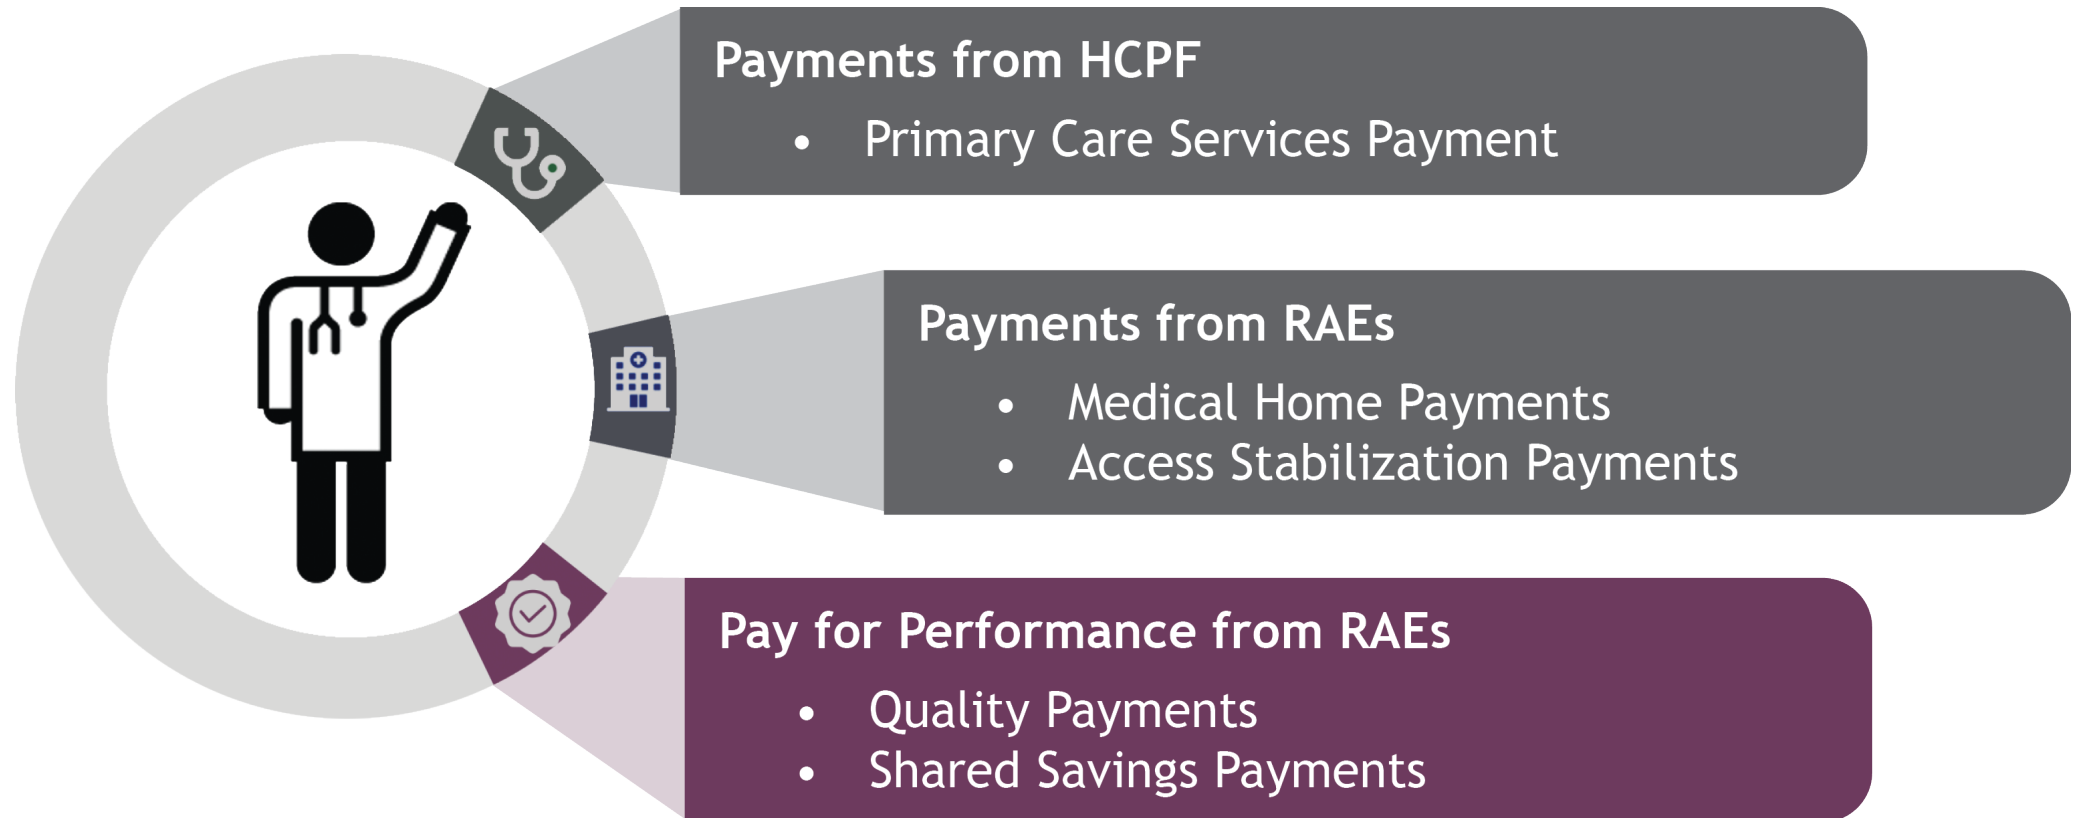 Payments from HCPF
• Primary Care Services Payment
Payments from RAEs
• Medical Home Payments
• Access Stabilization Payments
Pay for Performance from RAEs
• Quality Payments
• Shared Savings Payments